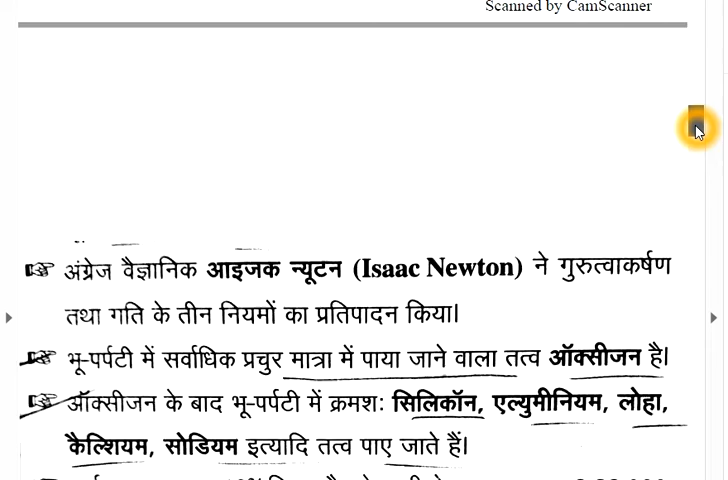 Scanned by CamScanner
☞ अंग्रेज वैज्ञानिक आइजक न्यूटन (Isaac Newton) ने गुरुत्वाकर्षण
तथा गति के तीन नियमों का प्रतिपादन किया।
☞ भू-पर्पटी में सर्वाधिक प्रचुर मात्रा में पाया जाने वाला तत्व ऑक्सीजन है।
☞ ऑक्सीजन के बाद भू-पर्पटी में क्रमशः सिलिकॉन, एल्युमीनियम, लोहा,
कैल्शियम, सोडियम इत्यादि तत्व पाए जाते हैं।